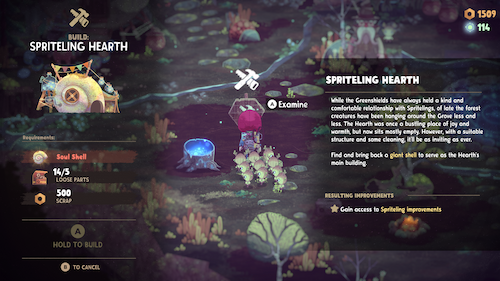 BUILD:
SPRITELING HEARTH
Requirements:
Soul Shell
14/5
LOOSE PARTS
500
SCRAP
A
HOLD TO BUILD
B TO CANCEL
A Examine
1509
114
SPRITELING HEARTH
While the Greenshields have always held a kind and
comfortable relationship with Spritelings, of late the forest
creatures have been hanging around the Grove less and
less. The Hearth was once a bustling place of joy and
warmth, but now sits mostly empty. However, with a suitable
structure and some cleaning, it'll be as inviting as ever.
Find and bring back a giant shell to serve as the Hearth's
main building.
RESULTING IMPROVEMENTS
Gain access to Spriteling improvements